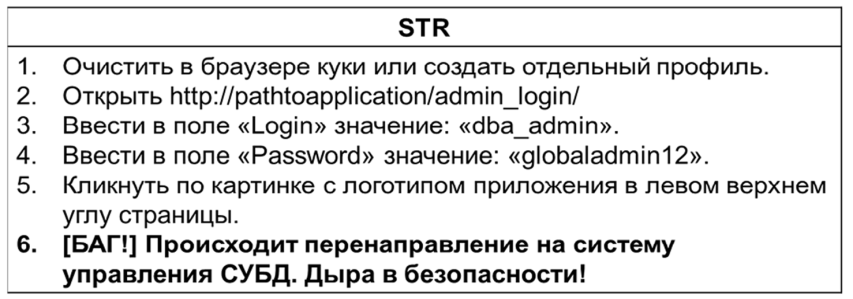 STR
1. Очистить в браузере куки или создать отдельный профиль.
2. Открыть http://pathtoapplication/admin_login/
3. Ввести в поле «Login» значение: «dba_admin».
4. Ввести в поле «Password» значение: «globaladmin12».
5. Кликнуть по картинке с логотипом приложения в левом верхнем
углу страницы.
6. [БАГ!] Происходит перенаправление на систему
управления СУБД. Дыра в безопасности!